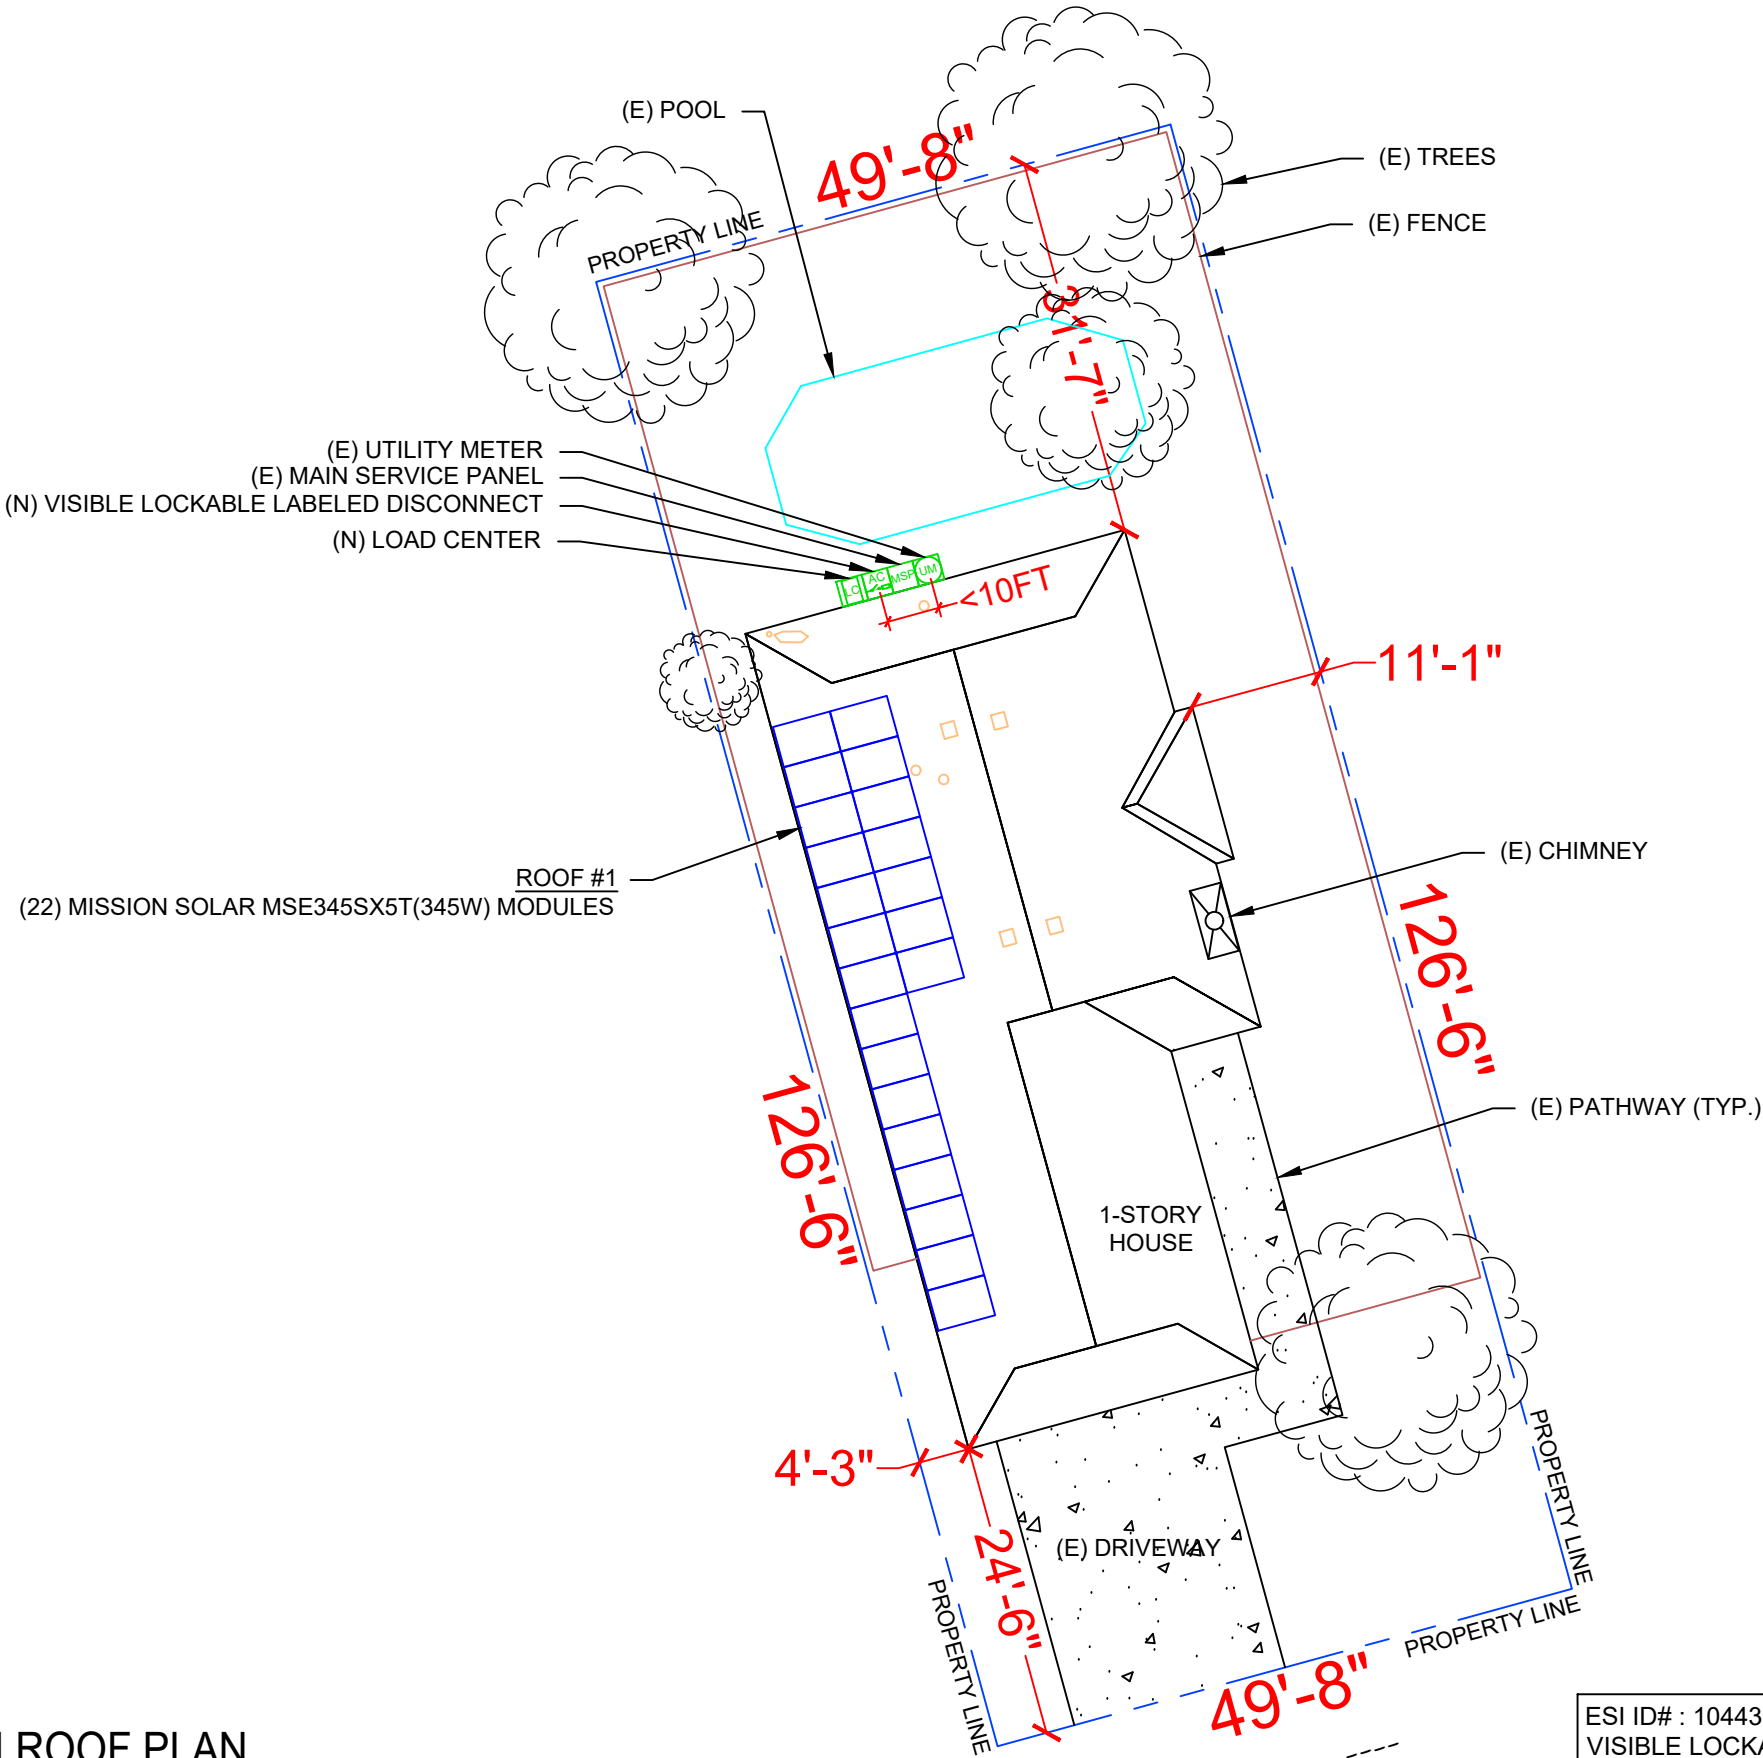 (E) POOL
49'-8"
(E) TREES
PROPERTY LINE
(E) FENCE
31'-7"
(E) UTILITY METER
(E) MAIN SERVICE PANEL
(N) VISIBLE LOCKABLE LABELED DISCONNECT
(N) LOAD CENTER
LC
AC
MSP
UM
<10FT
11'-1"
(E) CHIMNEY
ROOF #1
(22) MISSION SOLAR MSE345SX5T(345W) MODULES
126'-6"
126'-6"
(E) PATHWAY (TYP.)
1-STORY
HOUSE
4'-3"
PROPERTY LINE
24'-6"
(E) DRIVEWAY
PROPERTY LINE
PROPERTY LINE
49'-8"
ROOF PLAN
ESI ID# : 10443
VISIBLE LOCKA